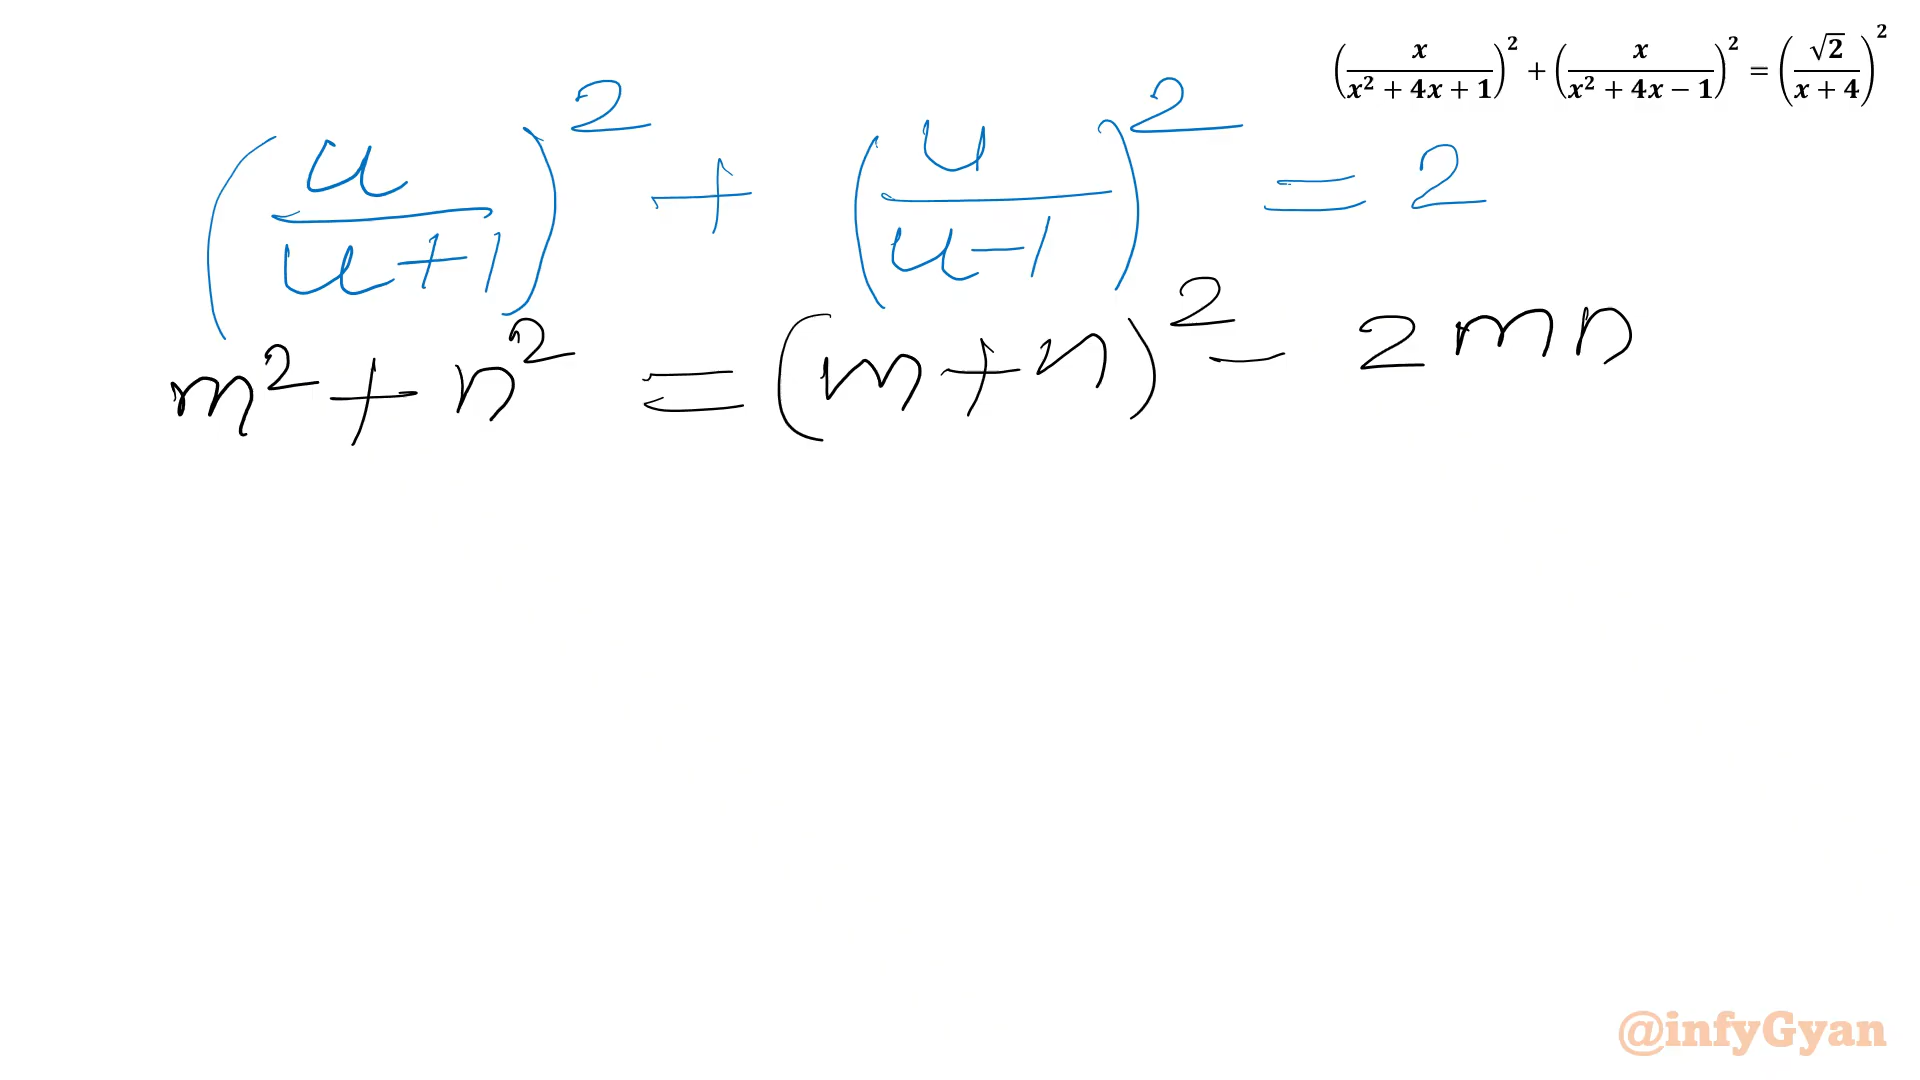 (x/(x² + 4x + 1))² + (x/(x² + 4x − 1))² = (√2/(x + 4))²
(u/(u+1))² + (u/(u−1))² = 2
m² + n² = (m+n)² − 2mn
@infyGyan